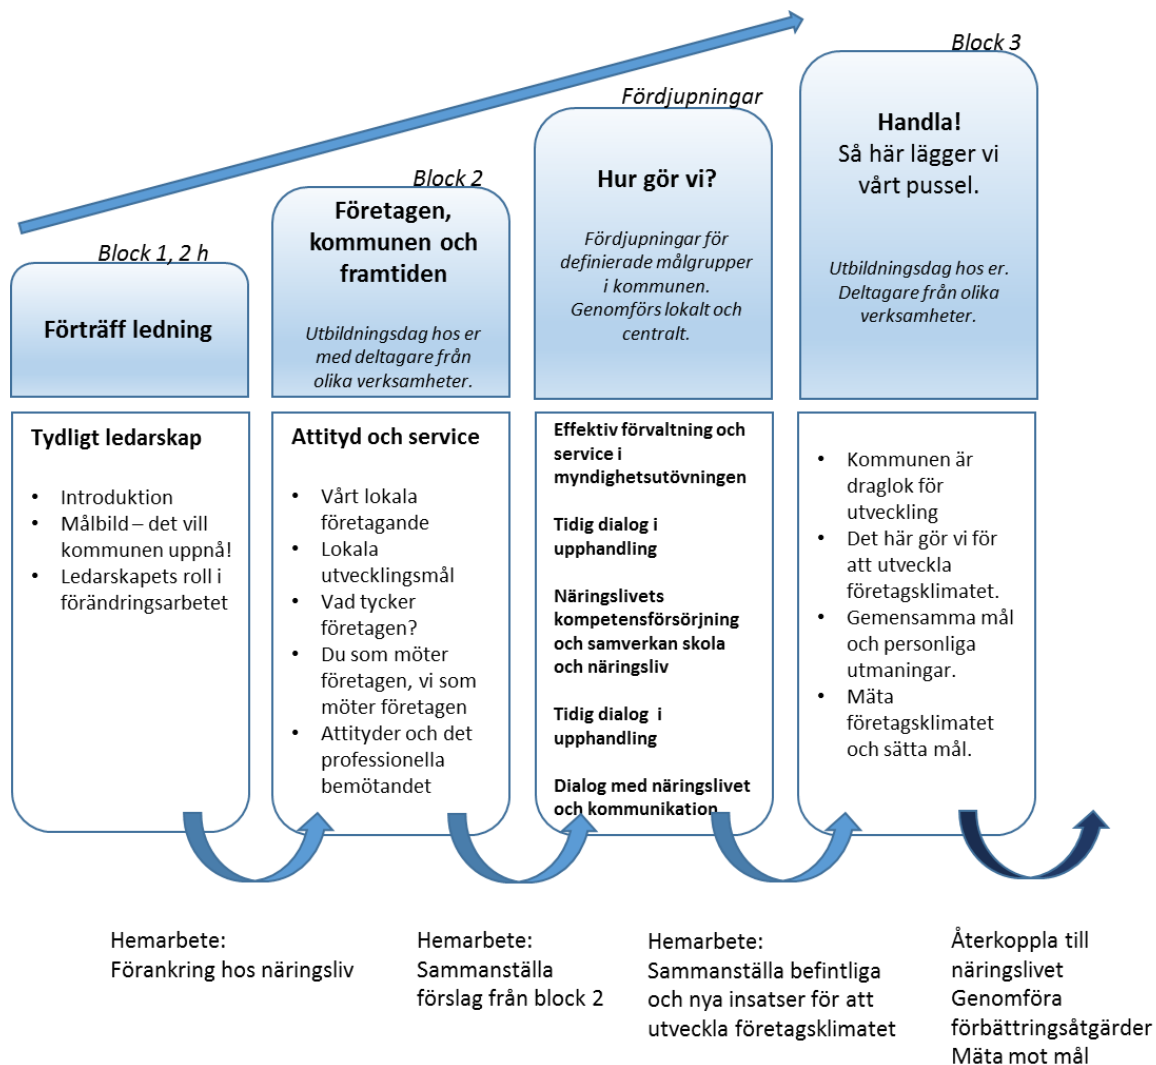 Block 1, 2 h
Förträff ledning
Tydligt ledarskap
• Introduktion
• Målbild – det vill
kommunen uppnå!
• Ledarskapets roll i
förändringsarbetet
Block 2
Företagen,
kommunen och
framtiden
Utbildningsdag hos er
med deltagare från
olika verksamheter.
Attityd och service
• Vårt lokala
företagande
• Lokala
utvecklingsmål
• Vad tycker
företagen?
• Du som möter
företagen, vi som
möter företagen
• Attityder och det
professionella
bemötandet
Fördjupningar
Hur gör vi?
Fördjupningar för
definierade målgrupper
i kommunen.
Genomförs lokalt och
centralt.
Effektiv förvaltning och
service i
myndighetsutövningen
Tidig dialog i
upphandling
Näringslivets
kompetensförsörjning
och samverkan skola
och näringsliv
Tidig dialog i
upphandling
Dialog med näringslivet
och kommunikation
Block 3
Handla!
Så här lägger vi
vårt pussel.
Utbildningsdag hos er.
Deltagare från olika
verksamheter.
• Kommunen är
draglok för
utveckling
• Det här gör vi för
att utveckla
företagsklimatet.
• Gemensamma mål
och personliga
utmaningar.
• Mäta
företagsklimatet
och sätta mål.
Hemarbete:
Förankring hos näringsliv
Hemarbete:
Sammanställa
förslag från block 2
Hemarbete:
Sammanställa befintliga
och nya insatser för att
utveckla företagsklimatet
Återkoppla till
näringslivet
Genomföra
förbättringsåtgärder
Mäta mot mål